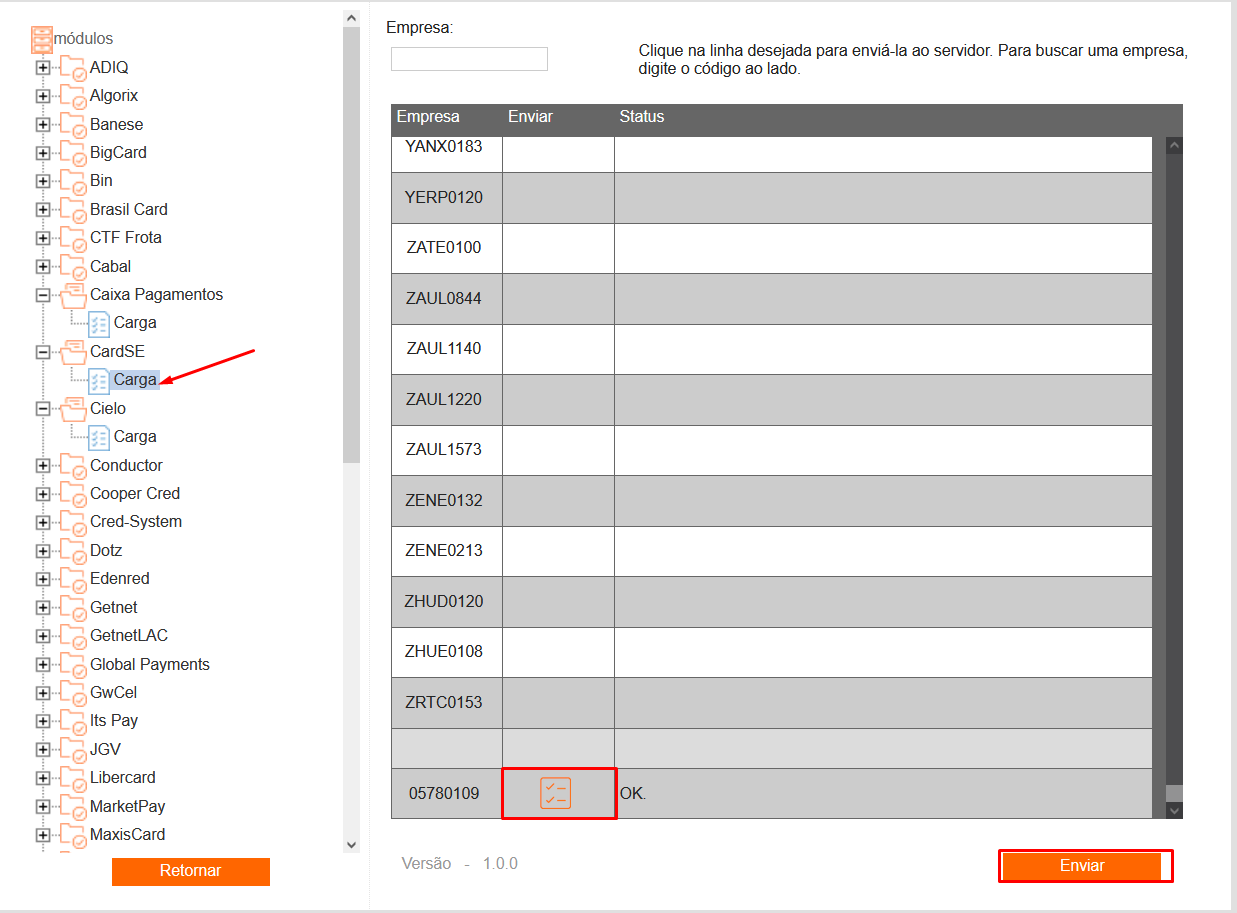 módulos
ADIQ
Algorix
Banese
BigCard
Bin
Brasil Card
CTF Frota
Cabal
Caixa Pagamentos
Carga
CardSE
Carga
Cielo
Carga
Conductor
Cooper Cred
Cred-System
Dotz
Edenred
Getnet
GetnetLAC
Global Payments
GwCel
Its Pay
JGV
Libercard
MarketPay
MaxisCard
Retornar
Empresa:
Clique na linha desejada para enviá-la ao servidor. Para buscar uma empresa,
digite o código ao lado.
Empresa Enviar Status
YANX0183
YERP0120
ZATE0100
ZAUL0844
ZAUL1140
ZAUL1220
ZAUL1573
ZENE0132
ZENE0213
ZHUD0120
ZHUE0108
ZRTC0153
05780109 OK.
Versão - 1.0.0
Enviar